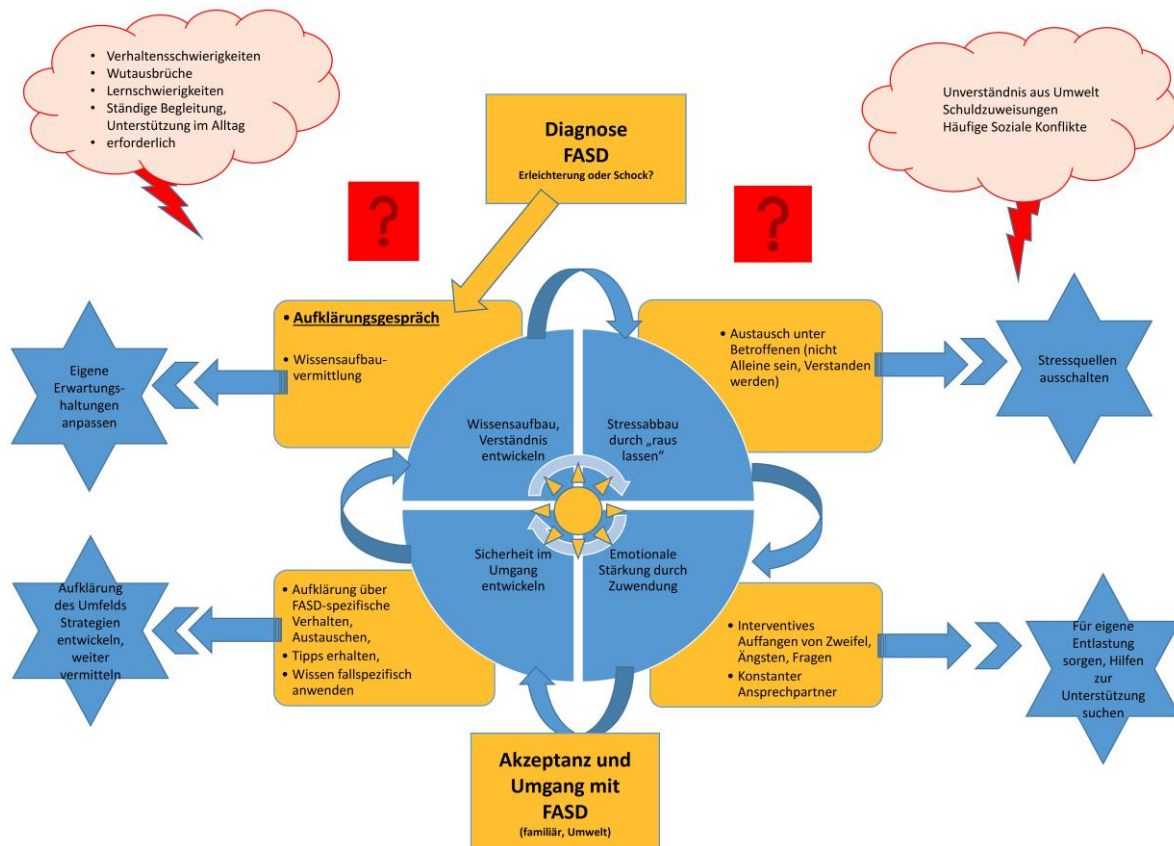 • Verhaltensschwierigkeiten
• Wutausbrüche
• Lernschwierigkeiten
• Ständige Begleitung,
Unterstützung im Alltag
• erforderlich
Unverständnis aus Umwelt
Schuldzuweisungen
Häufige Soziale Konflikte
Diagnose
FASD
Erleichterung oder Schock?
?
?
• Aufklärungsgespräch
• Wissensaufbau-
vermittlung
• Austausch unter
Betroffenen (nicht
Alleine sein, Verstanden
werden)
Eigene
Erwartungs-
haltungen
anpassen
Stressquellen
ausschalten
Wissensaufbau,
Verständnis
entwickeln
Stressabbau
durch „raus
lassen“
Sicherheit im
Umgang
entwickeln
Emotionale
Stärkung durch
Zuwendung
Aufklärung
des Umfelds
Strategien
entwickeln,
weiter
vermitteln
• Aufklärung über
FASD-spezifische
Verhalten,
Austauschen,
• Tipps erhalten,
• Wissen fallspezifisch
anwenden
• Interventives
Auffangen von Zweifel,
Ängsten, Fragen
• Konstanter
Ansprechpartner
Für eigene
Entlastung
sorgen, Hilfen
zur
Unterstützung
suchen
Akzeptanz und
Umgang mit
FASD
(familiär, Umwelt)